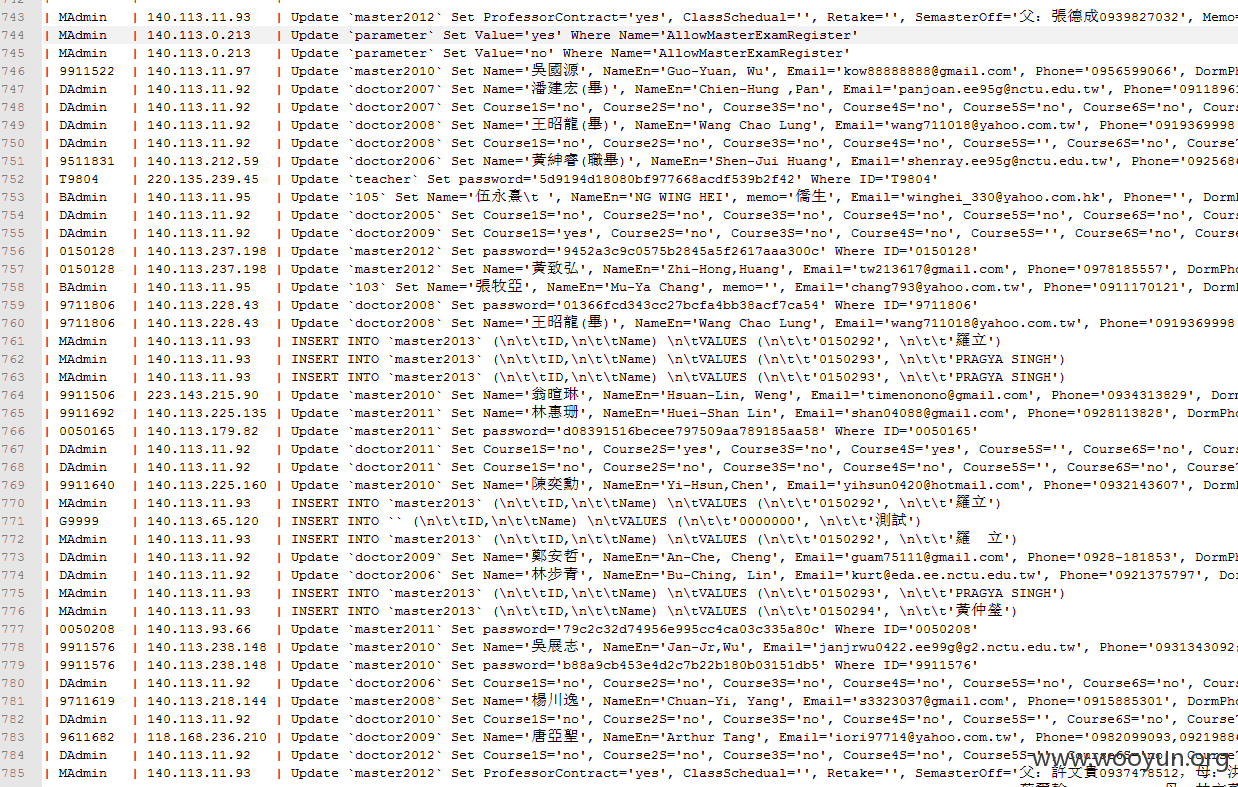 743 | MAdmin | 140.113.11.93 | Update `master2012` Set ProfessorContract='yes', ClassSchedual='', Retake='', SemasterOff='父：張德成0939827032', Memo=
744 | MAdmin | 140.113.0.213 | Update `parameter` Set Value='yes' Where Name='AllowMasterExamRegister'
745 | MAdmin | 140.113.0.213 | Update `parameter` Set Value='no' Where Name='AllowMasterExamRegister'
746 | 9911522 | 140.113.11.97 | Update `master2010` Set Name='吳國源', NameEn='Guo-Yuan, Wu', Email='kow88888888@gmail.com', Phone='0956599066', DormPh
747 | DAdmin | 140.113.11.92 | Update `doctor2007` Set Name='潘建宏(畢)', NameEn='Chien-Hung ,Pan', Email='panjoan.ee95g@nctu.edu.tw', Phone='0911896
748 | DAdmin | 140.113.11.92 | Update `doctor2007` Set Course1S='no', Course2S='no', Course3S='no', Course4S='no', Course5S='no', Course6S='no', Cours
749 | DAdmin | 140.113.11.92 | Update `doctor2008` Set Name='王昭龍(畢)', NameEn='Wang Chao Lung', Email='wang711018@yahoo.com.tw', Phone='0919369998
750 | DAdmin | 140.113.11.92 | Update `doctor2008` Set Course1S='no', Course2S='no', Course3S='no', Course4S='no', Course5S='', Course6S='no', Course
751 | 9511831 | 140.113.212.59 | Update `doctor2006` Set Name='黃紳睿(職畢)', NameEn='Shen-Jui Huang', Email='shenray.ee95g@nctu.edu.tw', Phone='092568
752 | T9804 | 220.135.239.45 | Update `teacher` Set password='5d9194d18080bf977668acdf539b2f42' Where ID='T9804'
753 | BAdmin | 140.113.11.95 | Update `105` Set Name='伍永熹\t ', NameEn='NG WING HEI', memo='僑生', Email='winghei_330@yahoo.com.hk', Phone='', Dorm
754 | DAdmin | 140.113.11.92 | Update `doctor2005` Set Course1S='no', Course2S='no', Course3S='no', Course4S='no', Course5S='no', Course6S='no', Cours
755 | DAdmin | 140.113.11.92 | Update `doctor2009` Set Course1S='yes', Course2S='no', Course3S='no', Course4S='no', Course5S='', Course6S='no', Cours
756 | 0150128 | 140.113.237.198 | Update `master2012` Set password='9452a3c9c0575b2845a5f2617aaa300c' Where ID='0150128'
757 | 0150128 | 140.113.237.198 | Update `master2012` Set Name='黃致弘', NameEn='Zhi-Hong,Huang', Email='tw213617@gmail.com', Phone='0978185557', DormPho
758 | BAdmin | 140.113.11.95 | Update `103` Set Name='張牧亞', NameEn='Mu-Ya Chang', memo='', Email='chang793@yahoo.com.tw', Phone='0911170121', Dorm
759 | 9711806 | 140.113.228.43 | Update `doctor2008` Set password='01366fcd343cc27bcfa4bb38acf7ca54' Where ID='9711806'
760 | 9711806 | 140.113.228.43 | Update `doctor2008` Set Name='王昭龍(畢)', NameEn='Wang Chao Lung', Email='wang711018@yahoo.com.tw', Phone='0919369998
761 | MAdmin | 140.113.11.93 | INSERT INTO `master2013` (\n\t\tID,\n\t\tName) \n\tVALUES (\n\t\t'0150292', \n\t\t'羅立')
762 | MAdmin | 140.113.11.93 | INSERT INTO `master2013` (\n\t\tID,\n\t\tName) \n\tVALUES (\n\t\t'0150293', \n\t\t'PRAGYA SINGH')
763 | MAdmin | 140.113.11.93 | INSERT INTO `master2013` (\n\t\tID,\n\t\tName) \n\tVALUES (\n\t\t'0150293', \n\t\t'PRAGYA SINGH')
764 | 9911506 | 223.143.215.90 | Update `master2010` Set Name='翁暄琳', NameEn='Hsuan-Lin, Weng', Email='timenonono@gmail.com', Phone='0934313829', Dor
765 | 9911692 | 140.113.225.135 | Update `master2011` Set Name='林惠珊', NameEn='Huei-Shan Lin', Email='shan04088@gmail.com', Phone='0928113828', DormPho
766 | 0050165 | 140.113.179.82 | Update `master2011` Set password='d08391516becee797509aa789185aa58' Where ID='0050165'
767 | DAdmin | 140.113.11.92 | Update `doctor2011` Set Course1S='no', Course2S='yes', Course3S='no', Course4S='yes', Course5S='', Course6S='no', Cour
768 | DAdmin | 140.113.11.92 | Update `doctor2011` Set Course1S='no', Course2S='no', Course3S='no', Course4S='no', Course5S='', Course6S='no', Course
769 | 9911640 | 140.113.225.160 | Update `master2010` Set Name='陳奕勳', NameEn='Yi-Hsun,Chen', Email='yihsun0420@hotmail.com', Phone='0932143607', Dorm
770 | MAdmin | 140.113.11.93 | INSERT INTO `master2013` (\n\t\tID,\n\t\tName) \n\tVALUES (\n\t\t'0150292', \n\t\t'羅立')
771 | G9999 | 140.113.65.120 | INSERT INTO `` (\n\t\tID,\n\t\tName) \n\tVALUES (\n\t\t'0000000', \n\t\t'測試')
772 | MAdmin | 140.113.11.93 | INSERT INTO `master2013` (\n\t\tID,\n\t\tName) \n\tVALUES (\n\t\t'0150292', \n\t\t'羅　立')
773 | DAdmin | 140.113.11.92 | Update `doctor2009` Set Name='鄭安哲', NameEn='An-Che, Cheng', Email='guam75111@gmail.com', Phone='0928-181853', DormPh
774 | DAdmin | 140.113.11.92 | Update `doctor2006` Set Name='林步青', NameEn='Bu-Ching, Lin', Email='kurt@eda.ee.nctu.edu.tw', Phone='0921375797', Do
775 | MAdmin | 140.113.11.93 | INSERT INTO `master2013` (\n\t\tID,\n\t\tName) \n\tVALUES (\n\t\t'0150293', \n\t\t'PRAGYA SINGH')
776 | MAdmin | 140.113.11.93 | INSERT INTO `master2013` (\n\t\tID,\n\t\tName) \n\tVALUES (\n\t\t'0150294', \n\t\t'黃仲瑩')
777 | 0050208 | 140.113.93.66 | Update `master2011` Set password='79c2c32d74956e995cc4ca03c335a80c' Where ID='0050208'
778 | 9911576 | 140.113.238.148 | Update `master2010` Set Name='吳展志', NameEn='Jan-Jr,Wu', Email='janjrwu0422.ee99g@g2.nctu.edu.tw', Phone='0931343092;
779 | 9911576 | 140.113.238.148 | Update `master2010` Set password='b88a9cb453e4d2c7b22b180b03151db5' Where ID='9911576'
780 | DAdmin | 140.113.11.92 | Update `doctor2006` Set Course1S='no', Course2S='no', Course3S='no', Course4S='no', Course5S='no', Course6S='no', Cours
781 | 9711619 | 140.113.218.144 | Update `master2008` Set Name='楊川逸', NameEn='Chuan-Yi, Yang', Email='s3323037@gmail.com', Phone='0915885301', DormPh
782 | DAdmin | 140.113.11.92 | Update `doctor2010` Set Course1S='no', Course2S='no', Course3S='no', Course4S='no', Course5S='', Course6S='no', Course
783 | 9611682 | 118.168.236.210 | Update `doctor2009` Set Name='唐亞聖', NameEn='Arthur Tang', Email='iori97714@yahoo.com.tw', Phone='0982099093,092198
784 | DAdmin | 140.113.11.92 | Update `doctor2012` Set Course1S='no', Course2S='no', Course3S='no', Course4S='no', Course5S='', Course6S='no', Cours
785 | MAdmin | 140.113.11.93 | Update `master2012` Set ProfessorContract='yes', ClassSchedual='', Retake='', SemasterOff='父：許文貴0937478512, 母：洪
www.wooyun.org